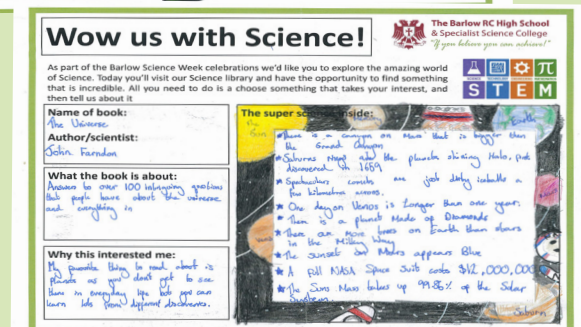 Wow us with Science!
The Barlow RC High School
& Specialist Science College
"If you believe you can achieve!"
As part of the Barlow Science Week celebrations we'd like you to explore the amazing world
of Science. Today you'll visit our Science library and have the opportunity to find something
that is incredible. All you need to do is a choose something that takes your interest, and
then tell us about it
STEM
Name of book:
The Universe
Author/scientist:
John Farndon
What the book is about:
Answers to over 100 intriguing questions
that people have about the universe
and everything in
Why this interested me:
My favourite thing to read about is
Planets as you don't get to see
them in everyday life but you can
learn lots from different discoveries.
The super science inside:
The
Sun
Earth
There is a canyon on Mars that is bigger than
the Grand Canyon
Saturns rings are the planets shining Halo, first
discovered in 1659
Spectacular comets are just dirty iceballs a
few kilometres across.
One day on Venus is Longer than one year.
There is a planet Made of Diamonds
There are More trees on Earth than stars
in the Milkey Way
The sunset on Mars appears Blue
A full NASA Space Suit costs $12,000,000
The Suns Mass takes up 99.86% of the Solar
Saturn